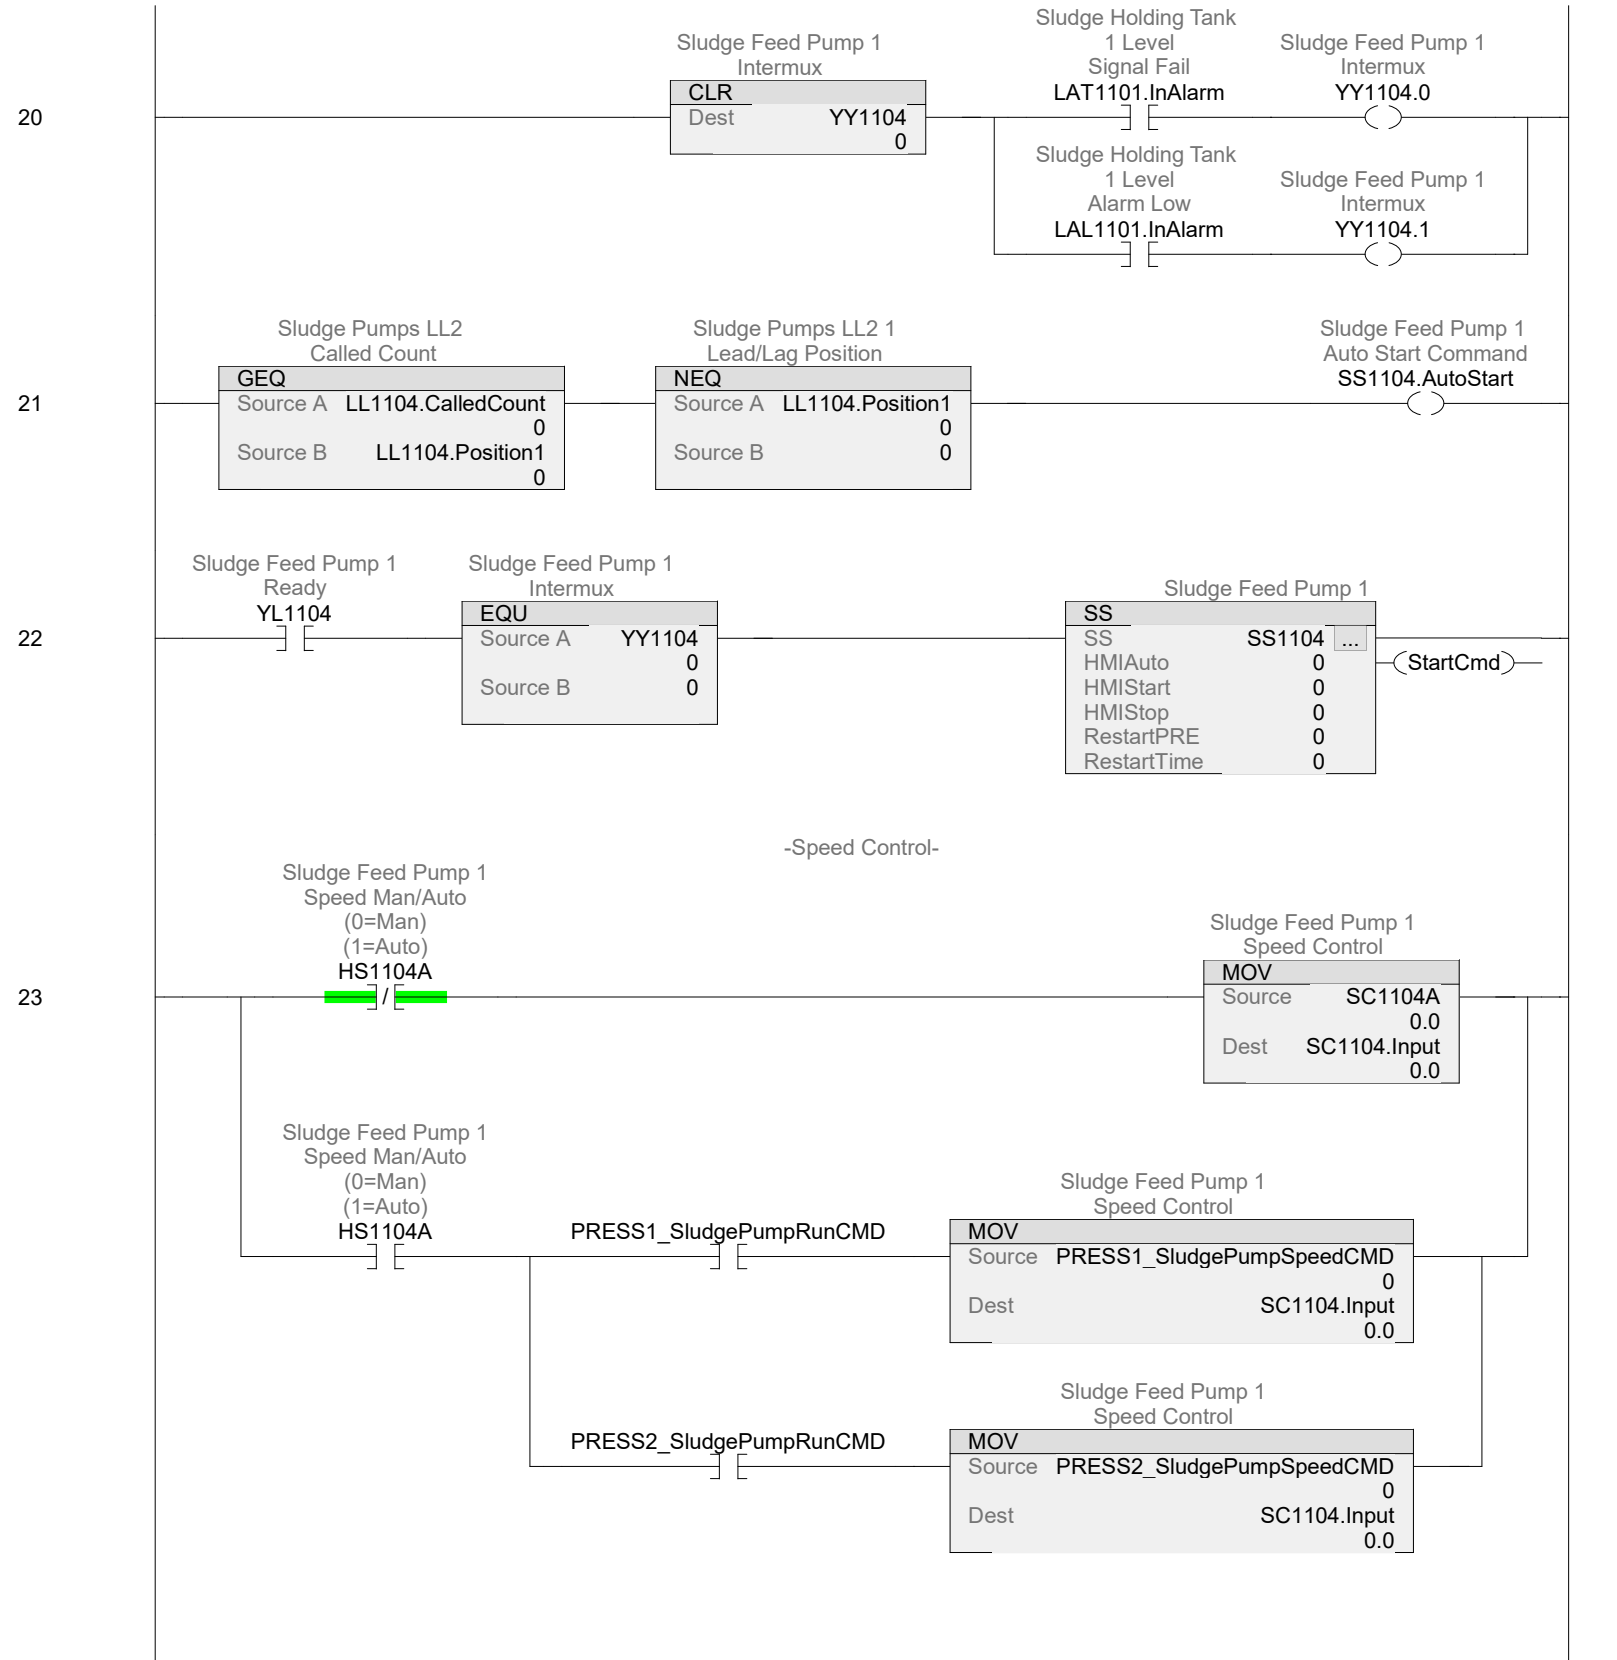 20
Sludge Feed Pump 1
Intermux
CLR
Dest YY1104
0
Sludge Holding Tank
1 Level
Signal Fail
LAT1101.InAlarm
Sludge Feed Pump 1
Intermux
YY1104.0
Sludge Holding Tank
1 Level
Alarm Low
LAL1101.InAlarm
Sludge Feed Pump 1
Intermux
YY1104.1
21
Sludge Pumps LL2
Called Count
GEQ
Source A LL1104.CalledCount
0
Source B LL1104.Position1
0
Sludge Pumps LL2 1
Lead/Lag Position
NEQ
Source A LL1104.Position1
0
Source B 0
Sludge Feed Pump 1
Auto Start Command
SS1104.AutoStart
22
Sludge Feed Pump 1
Ready
YL1104
Sludge Feed Pump 1
Intermux
EQU
Source A YY1104
0
Source B 0
Sludge Feed Pump 1
SS
SS SS1104 ...
HMIAuto 0
HMIStart 0
HMIStop 0
RestartPRE 0
RestartTime 0
StartCmd
-Speed Control-
23
Sludge Feed Pump 1
Speed Man/Auto
(0=Man)
(1=Auto)
HS1104A
/
Sludge Feed Pump 1
Speed Control
MOV
Source SC1104A
0.0
Dest SC1104.Input
0.0
Sludge Feed Pump 1
Speed Man/Auto
(0=Man)
(1=Auto)
HS1104A
PRESS1_SludgePumpRunCMD
Sludge Feed Pump 1
Speed Control
MOV
Source PRESS1_SludgePumpSpeedCMD
0
Dest SC1104.Input
0.0
PRESS2_SludgePumpRunCMD
Sludge Feed Pump 1
Speed Control
MOV
Source PRESS2_SludgePumpSpeedCMD
0
Dest SC1104.Input
0.0